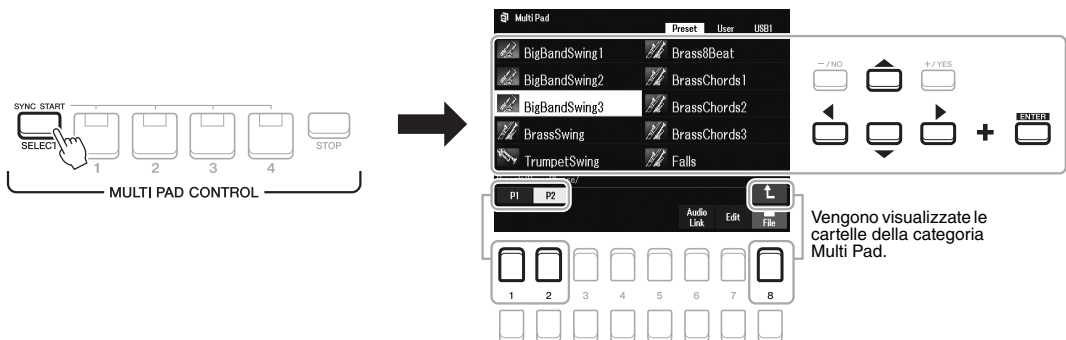 SYNC START
SELECT
1
2
3
4
STOP
MULTI PAD CONTROL
Multi Pad
Preset
User
USB1
BigBandSwing1
Brass8Beat
BigBandSwing2
BrassChords1
BigBandSwing3
BrassChords2
BrassSwing
BrassChords3
TrumpetSwing
Falls
P1
P2
Audio
Link
Edit
File
–/NO
+/YES
+
ENTER
Vengono visualizzate le
cartelle della categoria
Multi Pad.
1
2
3
4
5
6
7
8